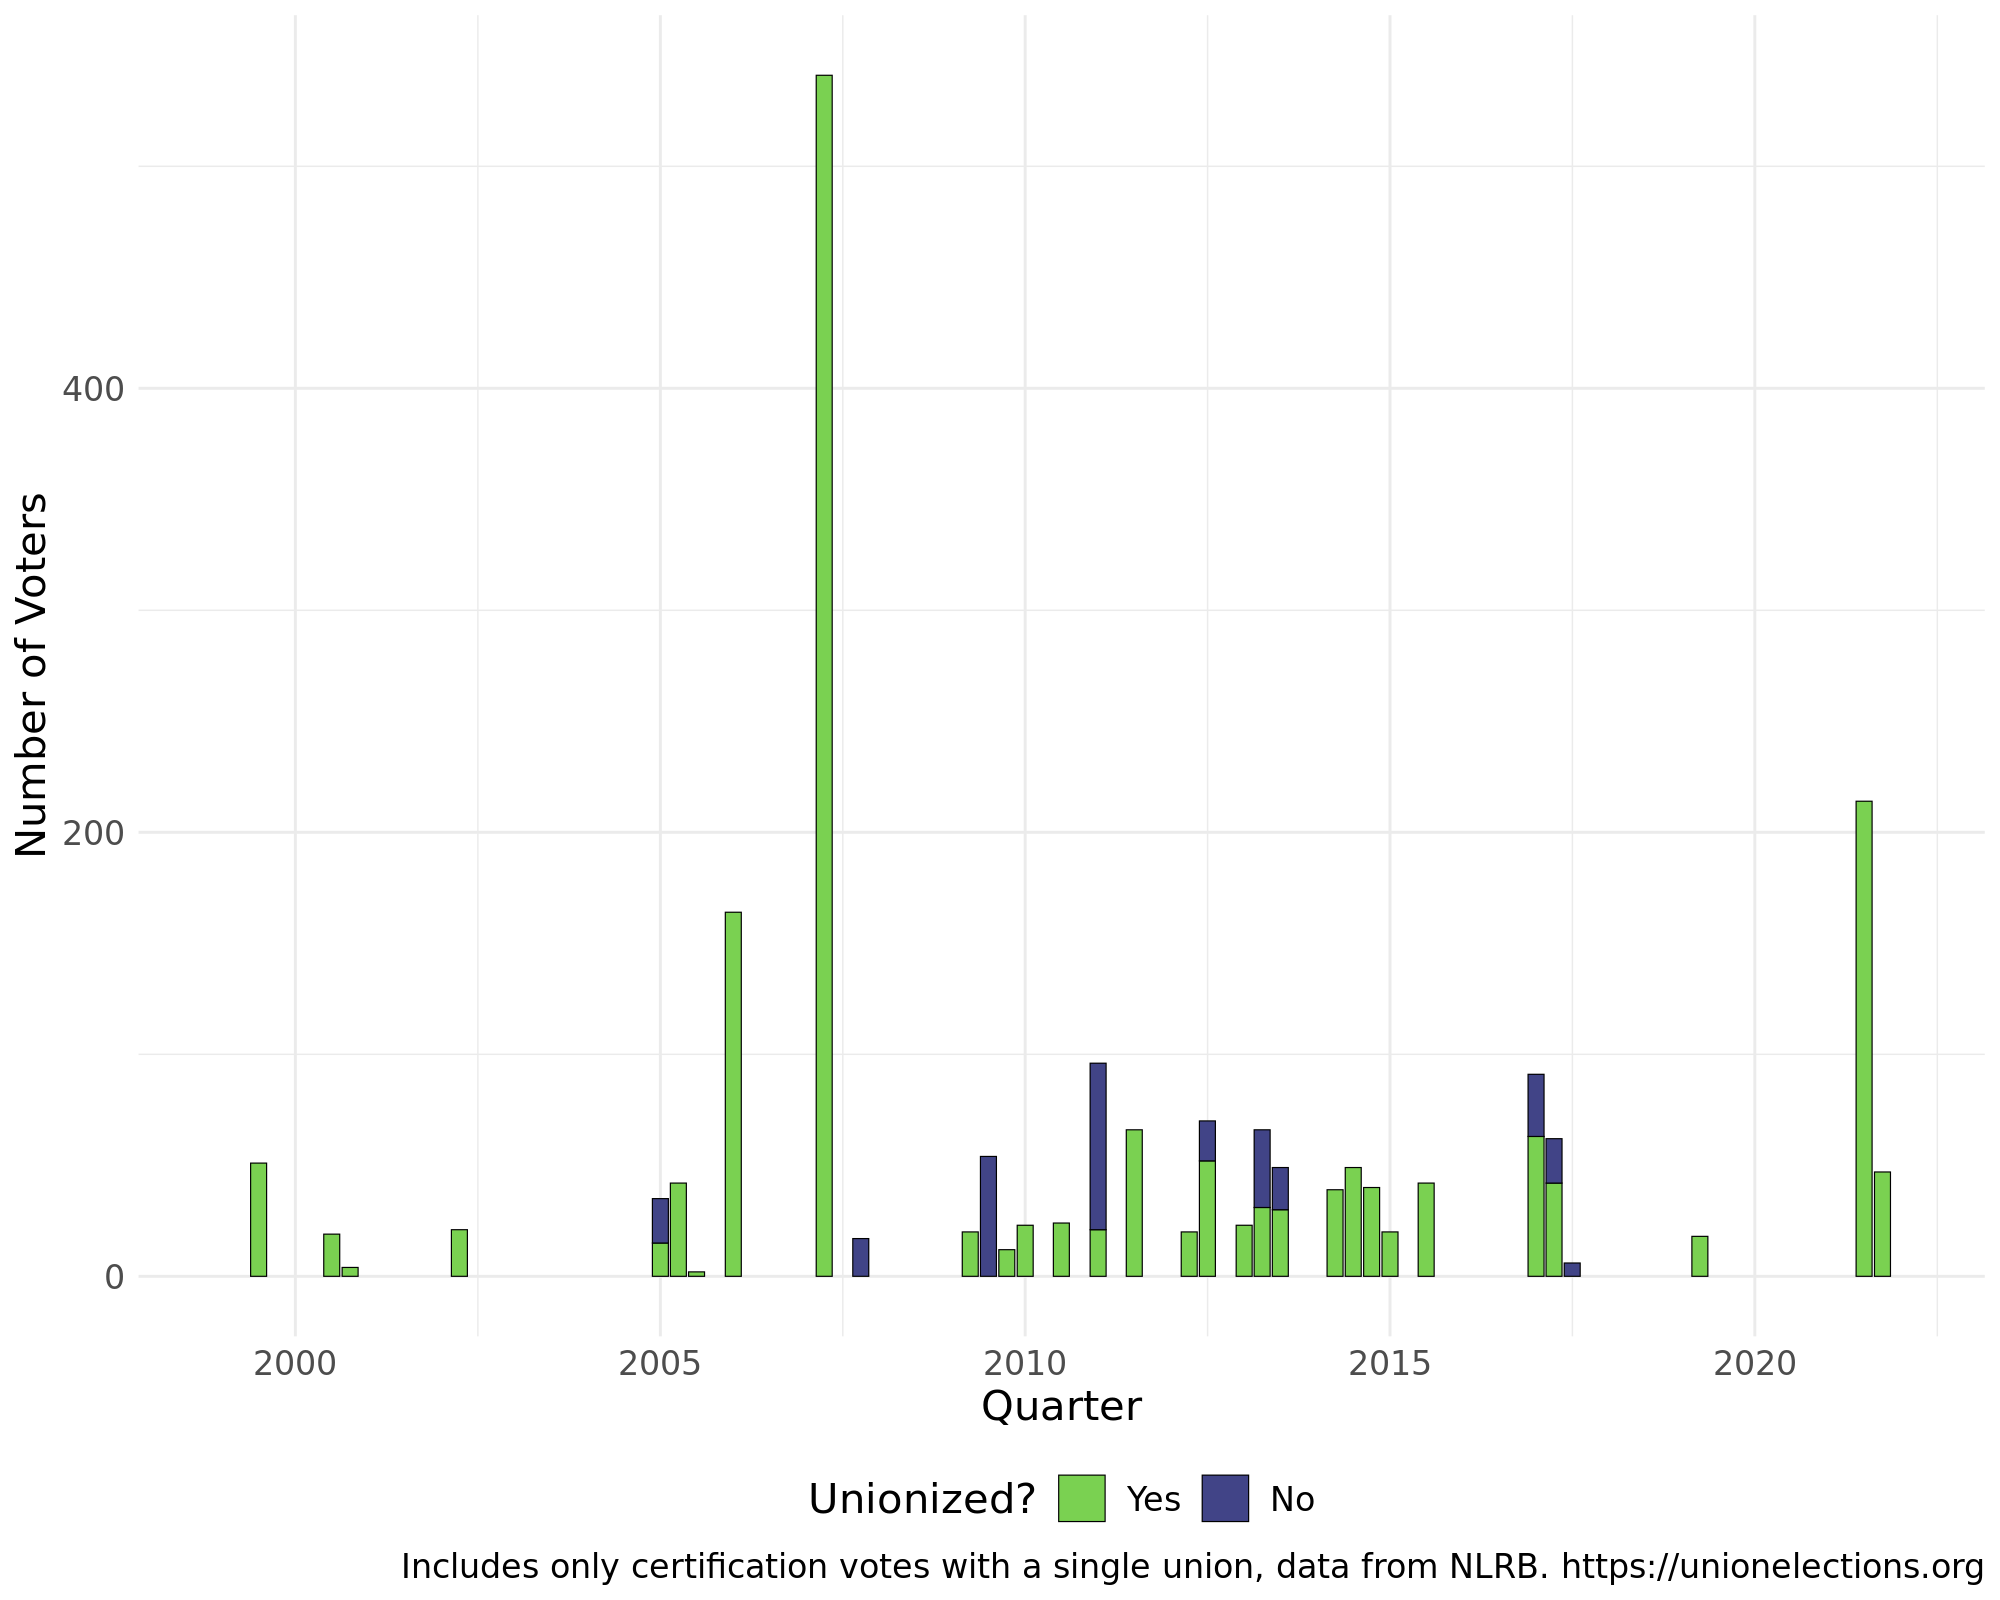 Number of Voters
400
200
0
2000 2005 2010 2015 2020
Quarter
Unionized? Yes No
Includes only certification votes with a single union, data from NLRB. https://unionelections.org